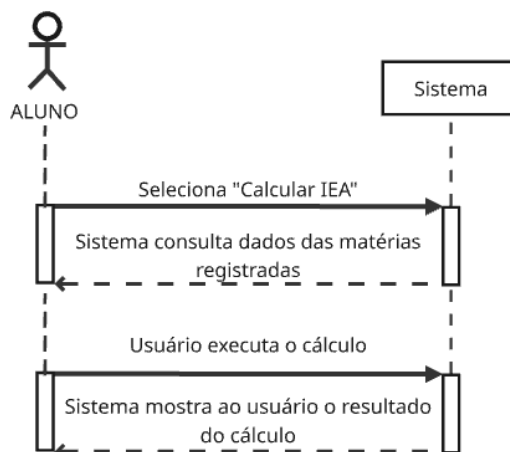 ALUNO
Sistema
Seleciona "Calcular IEA"
Sistema consulta dados das matérias
registradas
Usuário executa o cálculo
Sistema mostra ao usuário o resultado
do cálculo